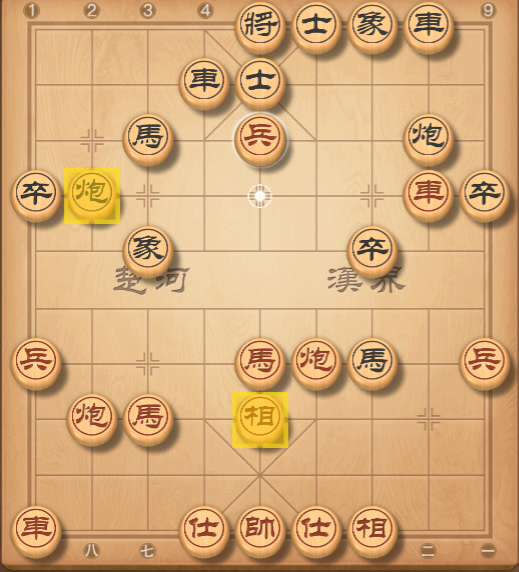 1 2 3 4 9
將 士 象 車
車 士
馬 兵 炮
卒 炮 車 卒
象 卒
楚河 漢界
兵 馬 炮 馬 兵
炮 馬 相
車 仕 帥 仕 相
八 七 二 一